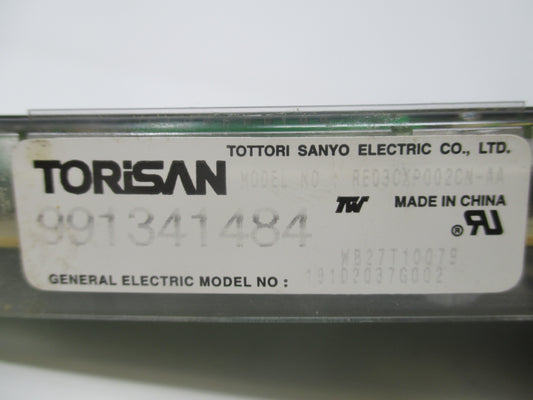 TOTTORI SANYO ELECTRIC CO., LTD.
TORiSAN
MODEL NO : RE03CXP002CN-AA
991341484
MADE IN CHINA
WB27T10079
GENERAL ELECTRIC MODEL NO : 191D2037G002